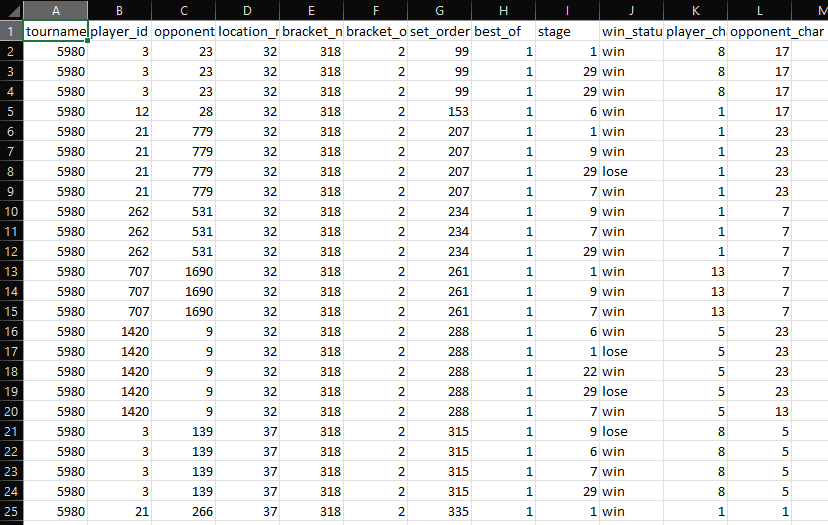 A B C D E F G H I J K L M
1 tourname player_id opponent location_r bracket_n bracket_o set_order best_of stage win_statu player_cha opponent_char
2 5980 3 23 32 318 2 99 1 1 win 8 17
3 5980 3 23 32 318 2 99 1 29 win 8 17
4 5980 3 23 32 318 2 99 1 29 win 8 17
5 5980 12 28 32 318 2 153 1 6 win 1 17
6 5980 21 779 32 318 2 207 1 1 win 1 23
7 5980 21 779 32 318 2 207 1 9 win 1 23
8 5980 21 779 32 318 2 207 1 29 lose 1 23
9 5980 21 779 32 318 2 207 1 7 win 1 23
10 5980 262 531 32 318 2 234 1 9 win 1 7
11 5980 262 531 32 318 2 234 1 7 win 1 7
12 5980 262 531 32 318 2 234 1 29 win 1 7
13 5980 707 1690 32 318 2 261 1 1 win 13 7
14 5980 707 1690 32 318 2 261 1 9 win 13 7
15 5980 707 1690 32 318 2 261 1 7 win 13 7
16 5980 1420 9 32 318 2 288 1 6 win 5 23
17 5980 1420 9 32 318 2 288 1 1 lose 5 23
18 5980 1420 9 32 318 2 288 1 22 win 5 23
19 5980 1420 9 32 318 2 288 1 29 lose 5 23
20 5980 1420 9 32 318 2 288 1 7 win 5 13
21 5980 3 139 37 318 2 315 1 9 lose 8 5
22 5980 3 139 37 318 2 315 1 6 win 8 5
23 5980 3 139 37 318 2 315 1 7 win 8 5
24 5980 3 139 37 318 2 315 1 29 win 8 5
25 5980 21 266 37 318 2 335 1 1 win 1 1